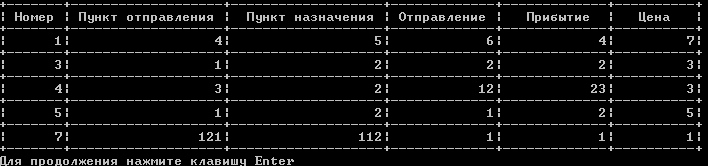 Номер Пункт отправления Пункт назначения Отправление Прибытие Цена
1 4 5 6 4 7
3 1 2 2 2 3
4 3 2 12 23 3
5 1 2 1 2 5
7 121 112 1 1 1
Для продолжения нажмите клавишу Enter